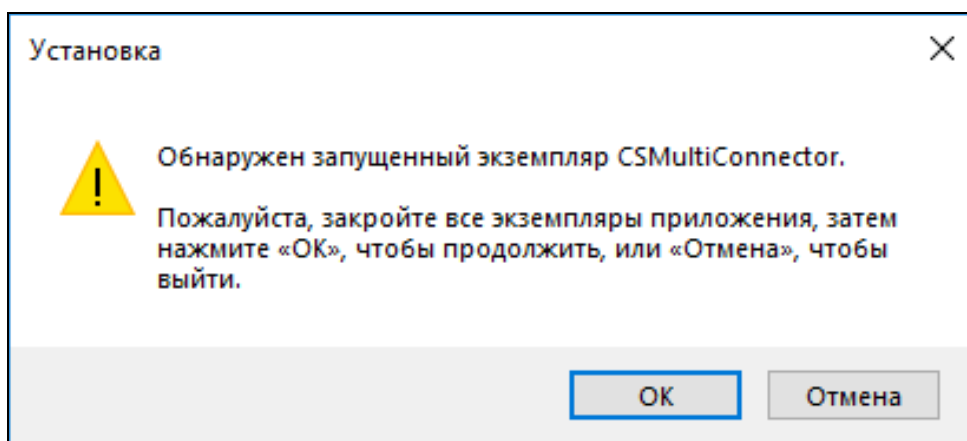 Установка
Обнаружен запущенный экземпляр CSMultiConnector.
Пожалуйста, закройте все экземпляры приложения, затем
нажмите «ОК», чтобы продолжить, или «Отмена», чтобы
выйти.
ОК
Отмена